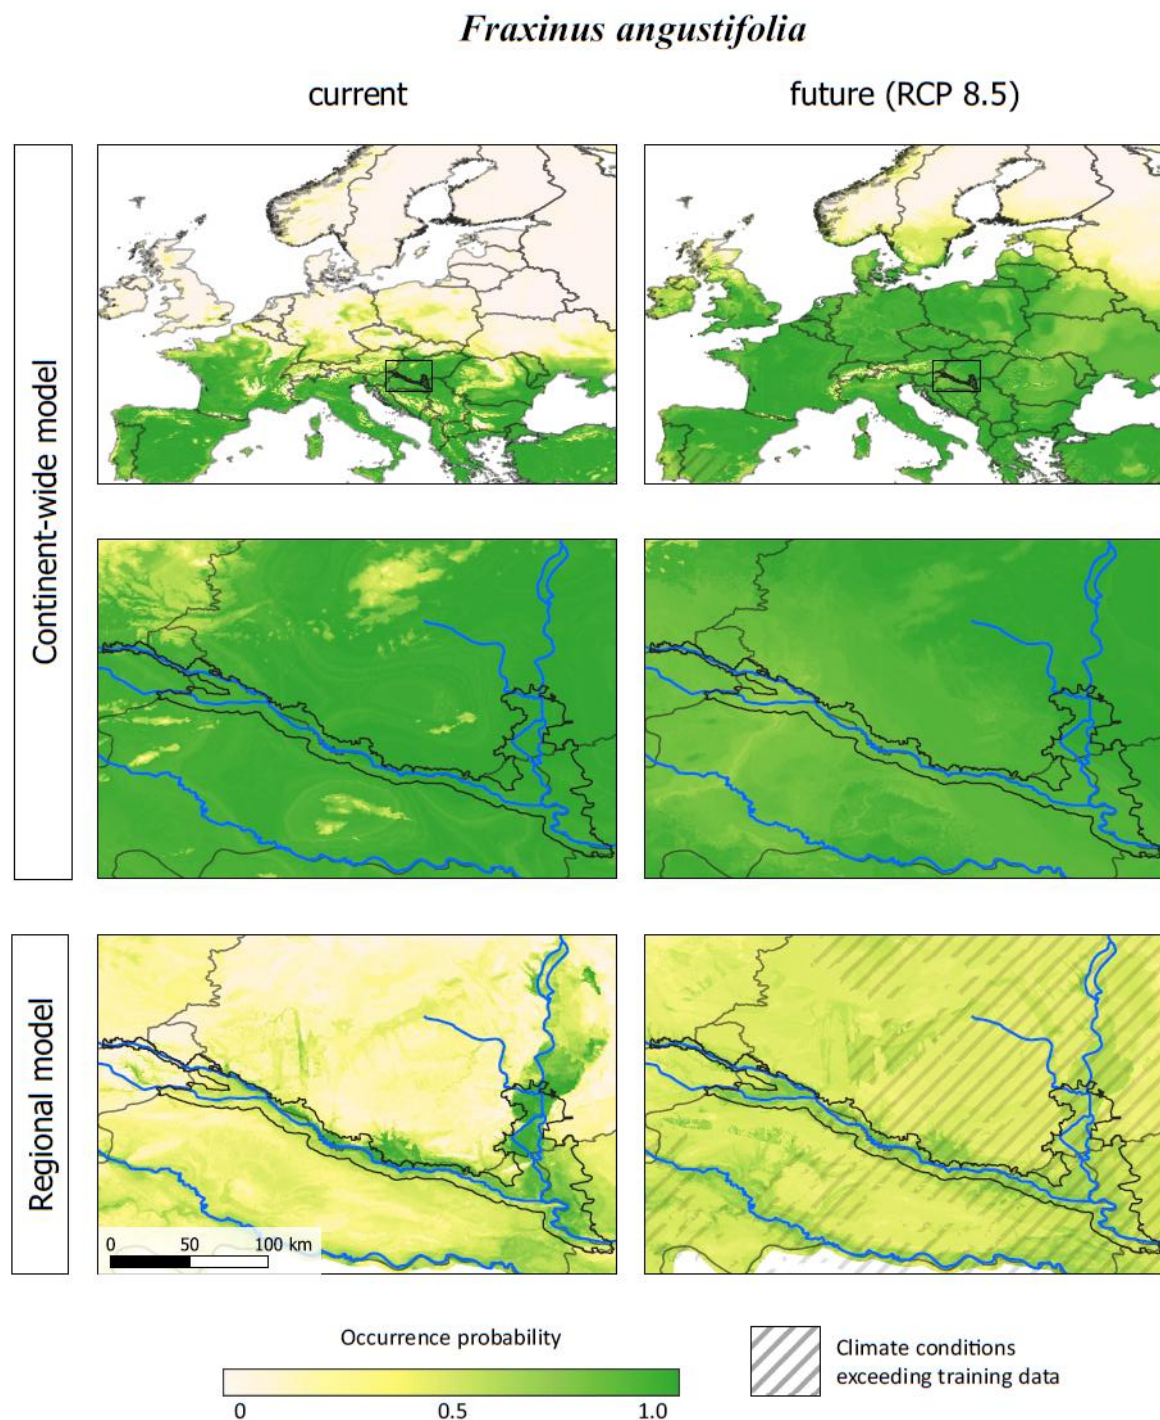 Fraxinus angustifolia
current
future (RCP 8.5)
Continent-wide model
Regional model
0 50 100 km
Occurrence probability
0 0.5 1.0
Climate conditions
exceeding training data